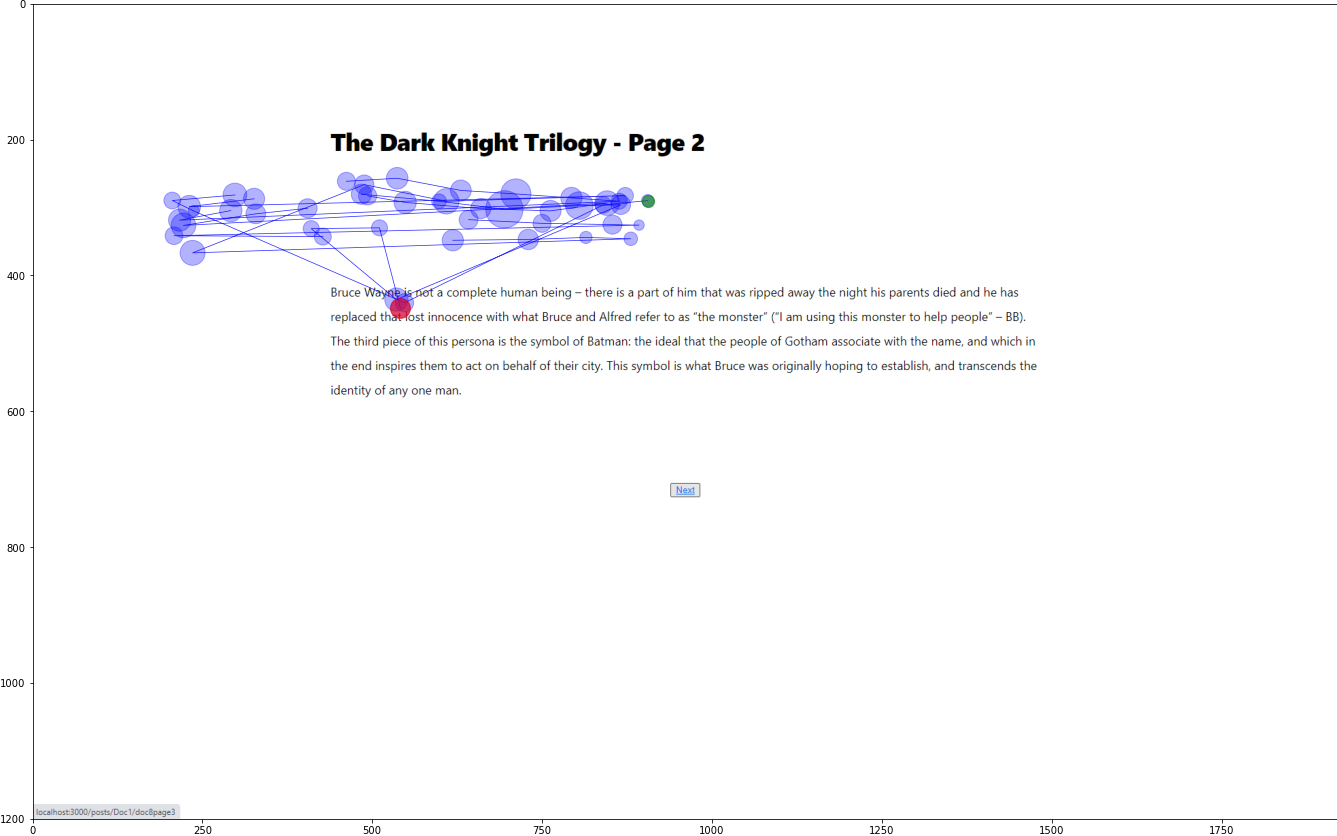 0
200
The Dark Knight Trilogy - Page 2
400
Bruce Wayne is not a complete human being – there is a part of him that was ripped away the night his parents died and he has
replaced that lost innocence with what Bruce and Alfred refer to as “the monster” (“I am using this monster to help people” – BB).
The third piece of this persona is the symbol of Batman: the ideal that the people of Gotham associate with the name, and which in
the end inspires them to act on behalf of their city. This symbol is what Bruce was originally hoping to establish, and transcends the
identity of any one man.
600
Next
800
1000
localhost:3000/posts/Doc1/doc8page3
1200
0 250 500 750 1000 1250 1500 1750